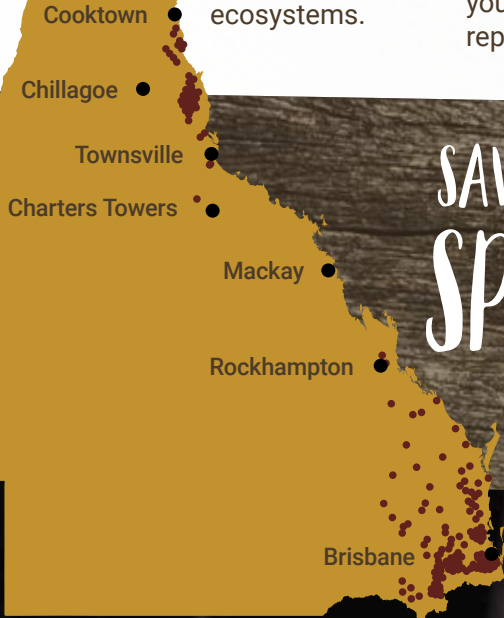 ecosystems.
Cooktown
Chillagoe
Townsville
Charters Towers
Mackay
Rockhampton
Brisbane